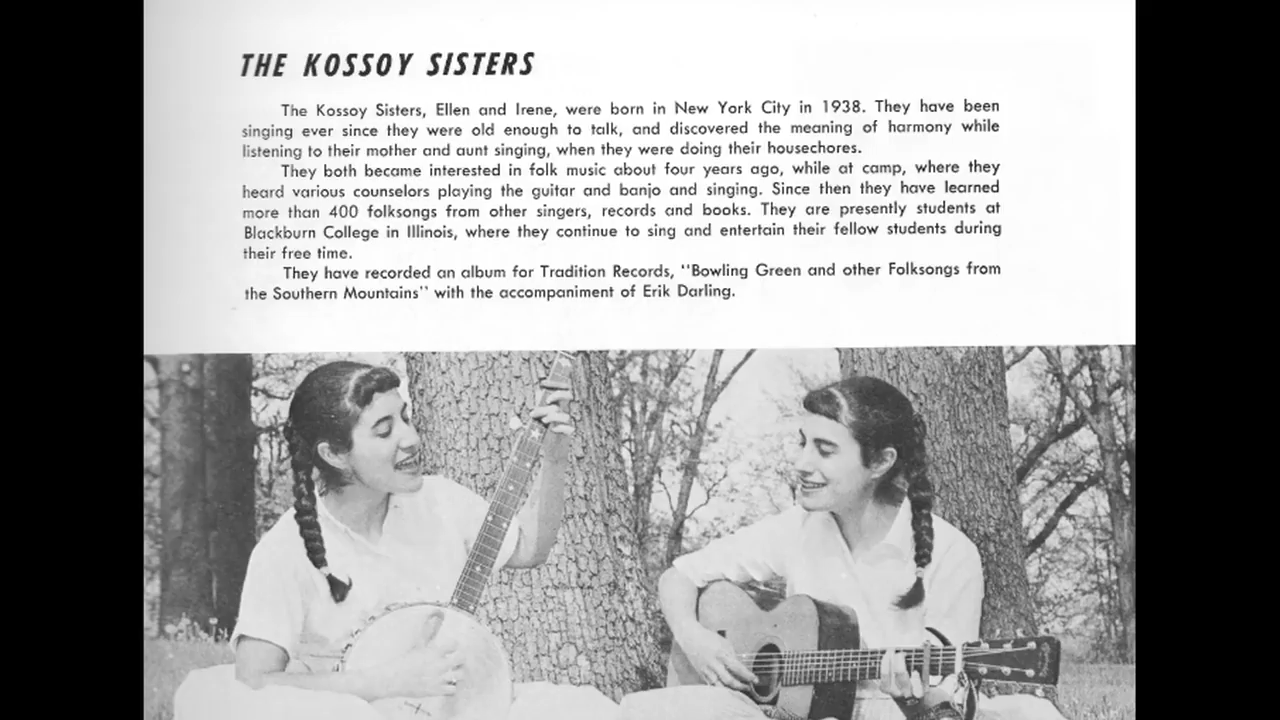 THE KOSSOY SISTERS
The Kossoy Sisters, Ellen and Irene, were born in New York City in 1938. They have been
singing ever since they were old enough to talk, and discovered the meaning of harmony while
listening to their mother and aunt singing, when they were doing their housechores.
They both became interested in folk music about four years ago, while at camp, where they
heard various counselors playing the guitar and banjo and singing. Since then they have learned
more than 400 folksongs from other singers, records and books. They are presently students at
Blackburn College in Illinois, where they continue to sing and entertain their fellow students during
their free time.
They have recorded an album for Tradition Records, "Bowling Green and other Folksongs from
the Southern Mountains" with the accompaniment of Erik Darling.